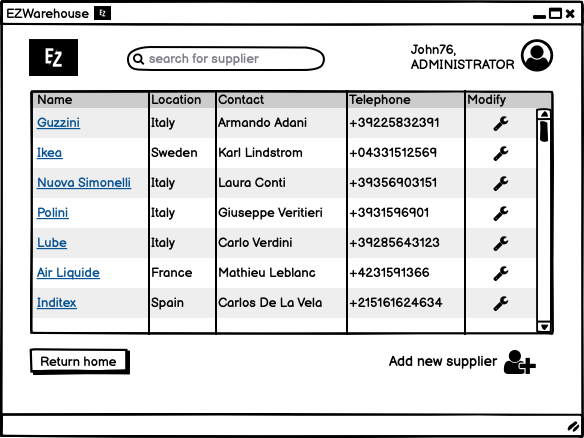 EZWarehouse EZ
EZ
search for supplier
John76,
ADMINISTRATOR
Name Location Contact Telephone Modify
Guzzini Italy Armando Adani +39225832391
Ikea Sweden Karl Lindstrom +04331512569
Nuova Simonelli Italy Laura Conti +39356903151
Polini Italy Giuseppe Veritieri +3931596901
Lube Italy Carlo Verdini +39285643123
Air Liquide France Mathieu Leblanc +4231591366
Inditex Spain Carlos De La Vela +215161624634
Return home
Add new supplier